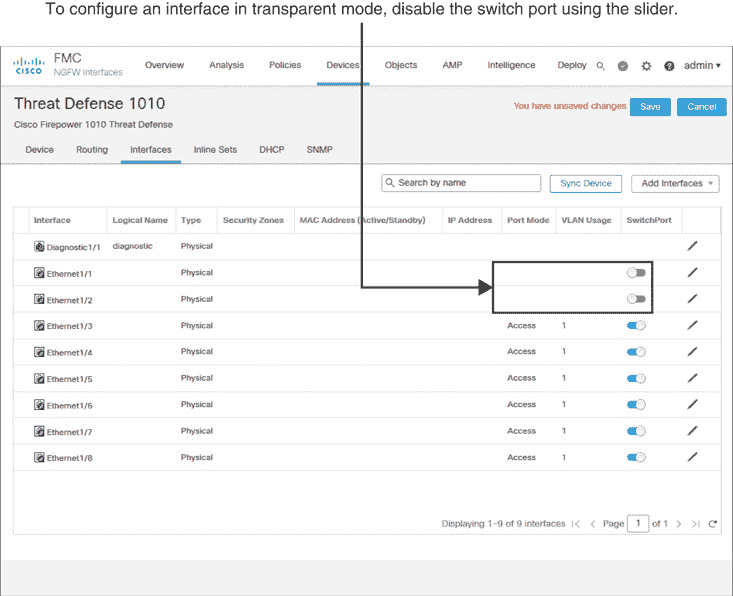 To configure an interface in transparent mode, disable the switch port using the slider.
CISCO FMC NGFW Interfaces Overview Analysis Policies Devices Objects AMP Intelligence Deploy admin
Threat Defense 1010 You have unsaved changes Save Cancel
Cisco Firepower 1010 Threat Defense
Device Routing Interfaces Inline Sets DHCP SNMP
Search by name Sync Device Add Interfaces
Interface Logical Name Type Security Zones MAC Address (Active/Standby) IP Address Port Mode VLAN Usage SwitchPort
Diagnostic1/1 diagnostic Physical
Ethernet1/1 Physical
Ethernet1/2 Physical
Ethernet1/3 Physical Access 1
Ethernet1/4 Physical Access 1
Ethernet1/5 Physical Access 1
Ethernet1/6 Physical Access 1
Ethernet1/7 Physical Access 1
Ethernet1/8 Physical Access 1
Displaying 1-9 of 9 interfaces |< < Page 1 of 1 > >|